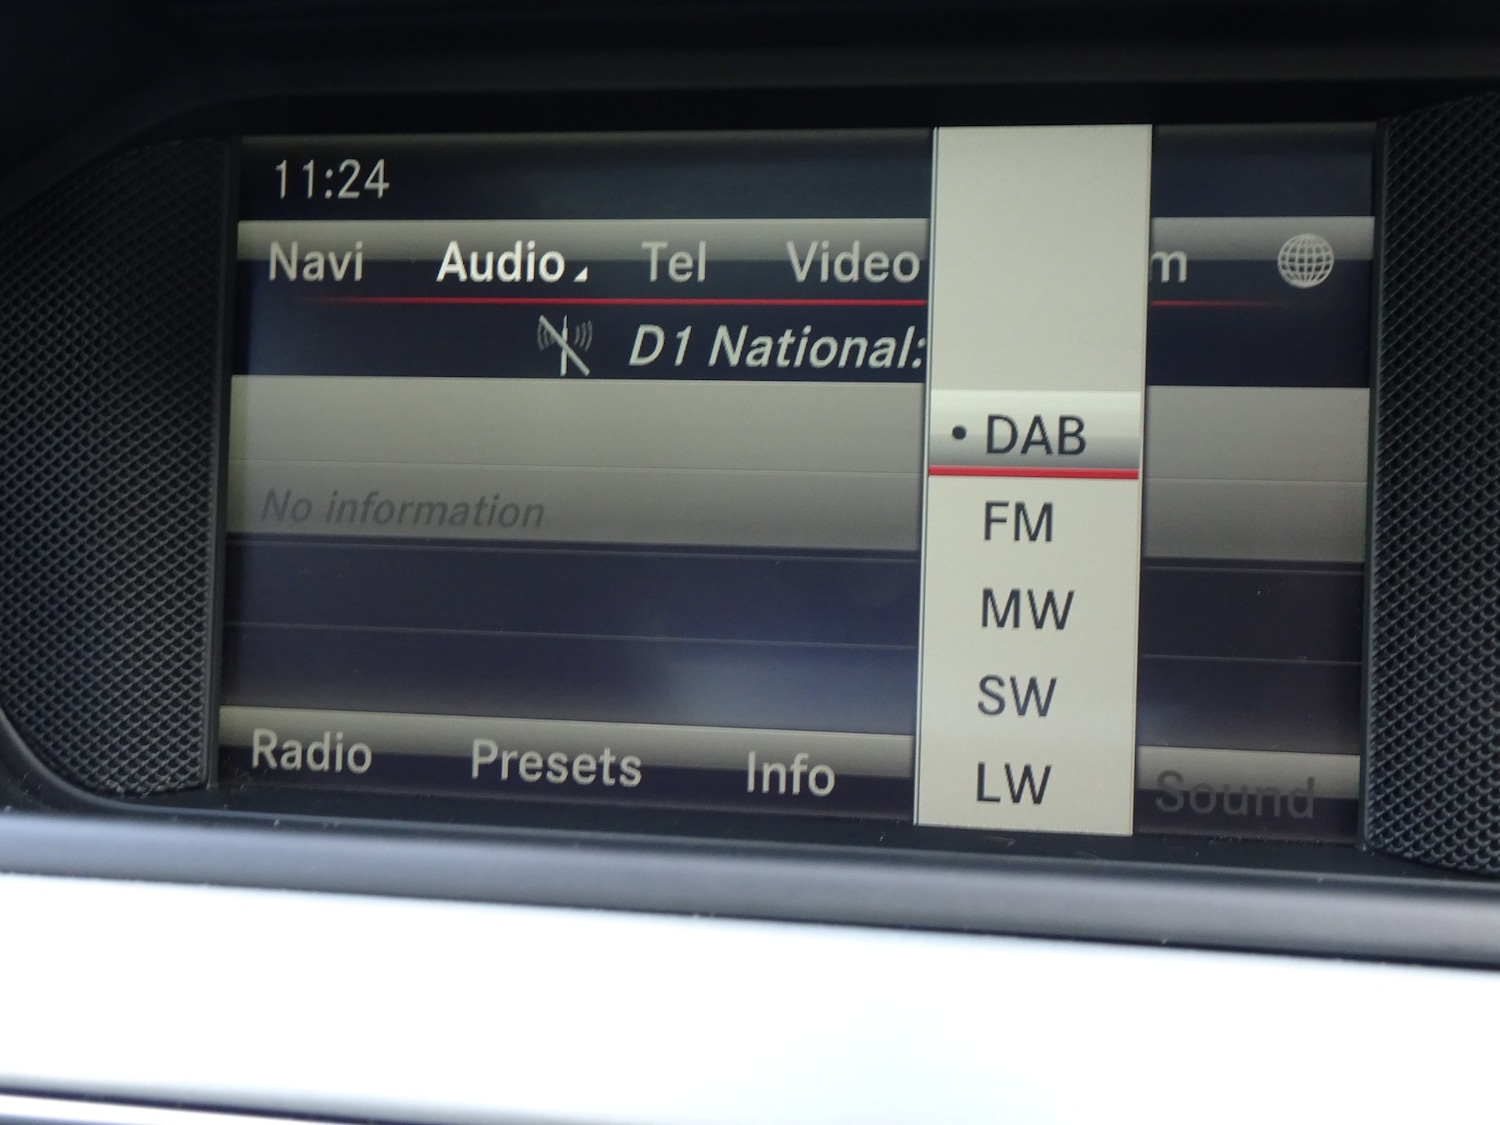 11:24
Navi Audio Tel Video m
D1 National:
• DAB
No information
FM
MW
SW
LW
Radio Presets Info Sound